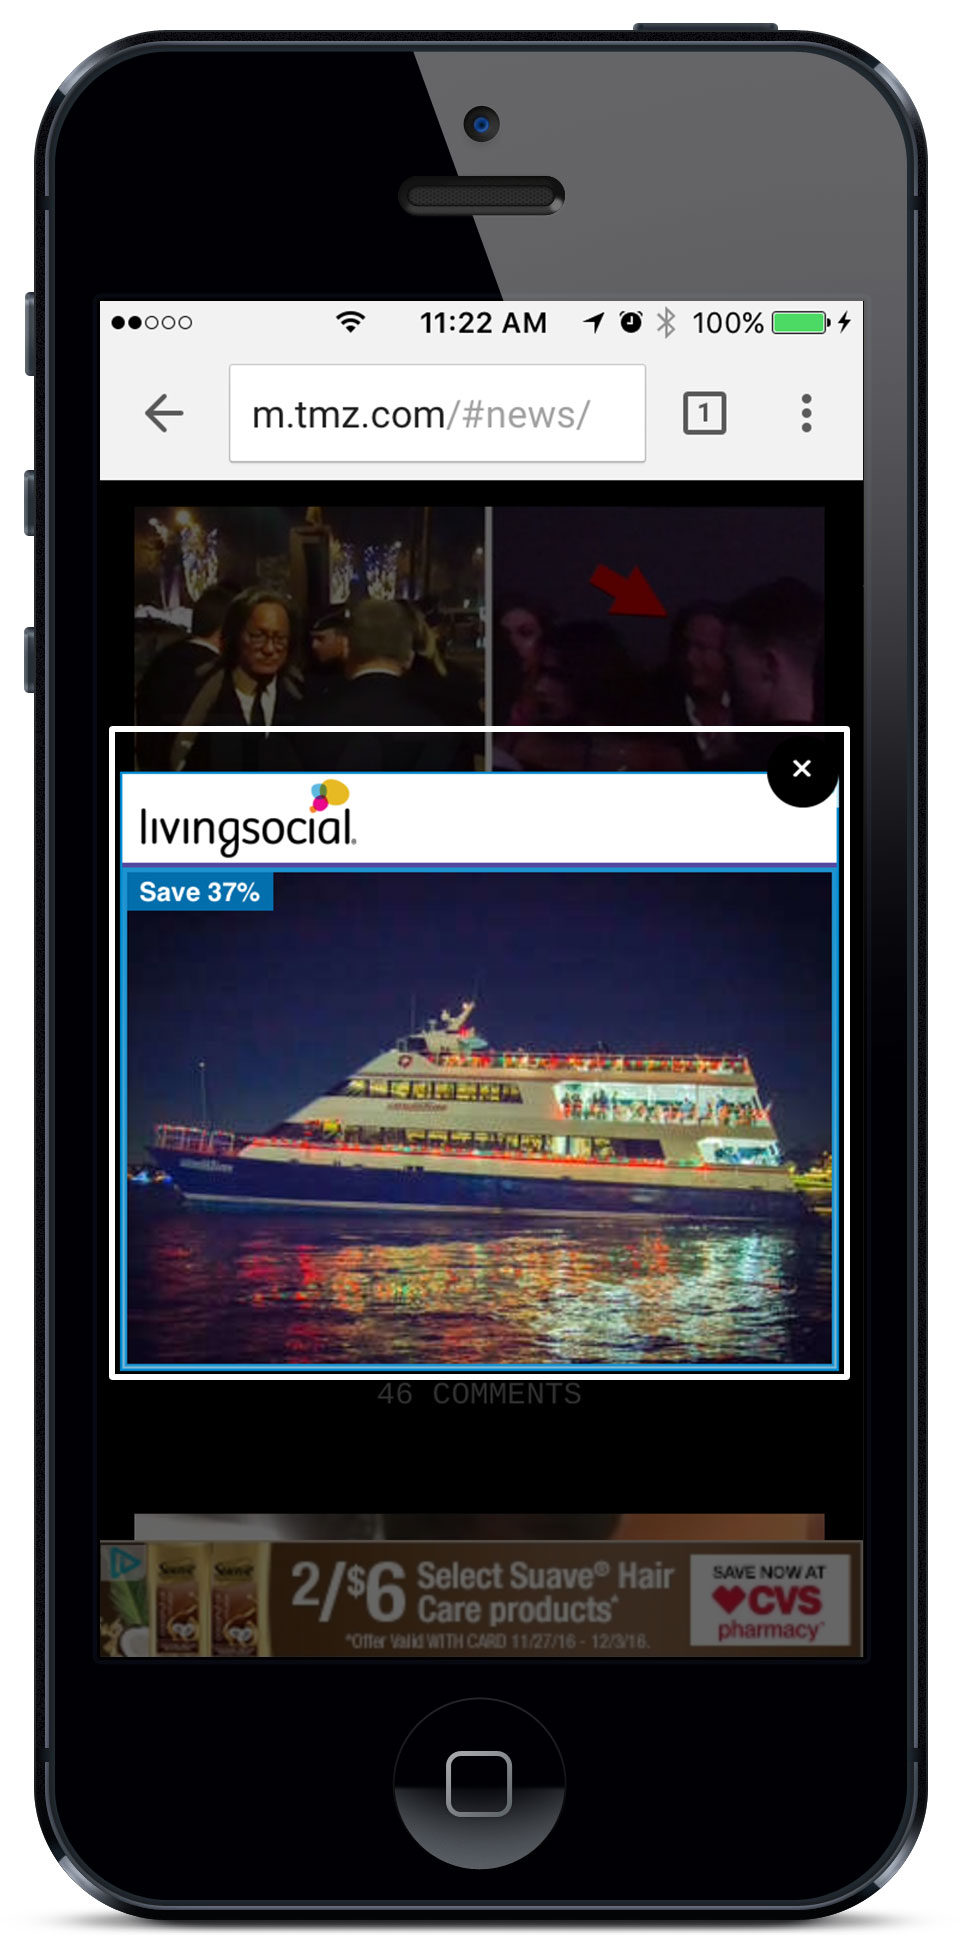 11:22 AM 100%
m.tmz.com/#news/
1
livingsocial.
Save 37%
46 COMMENTS
2/$6
Select Suave® Hair
Care products*
*Offer Valid WITH CARD 11/27/16 - 12/3/16.
SAVE NOW AT
CVS
pharmacy